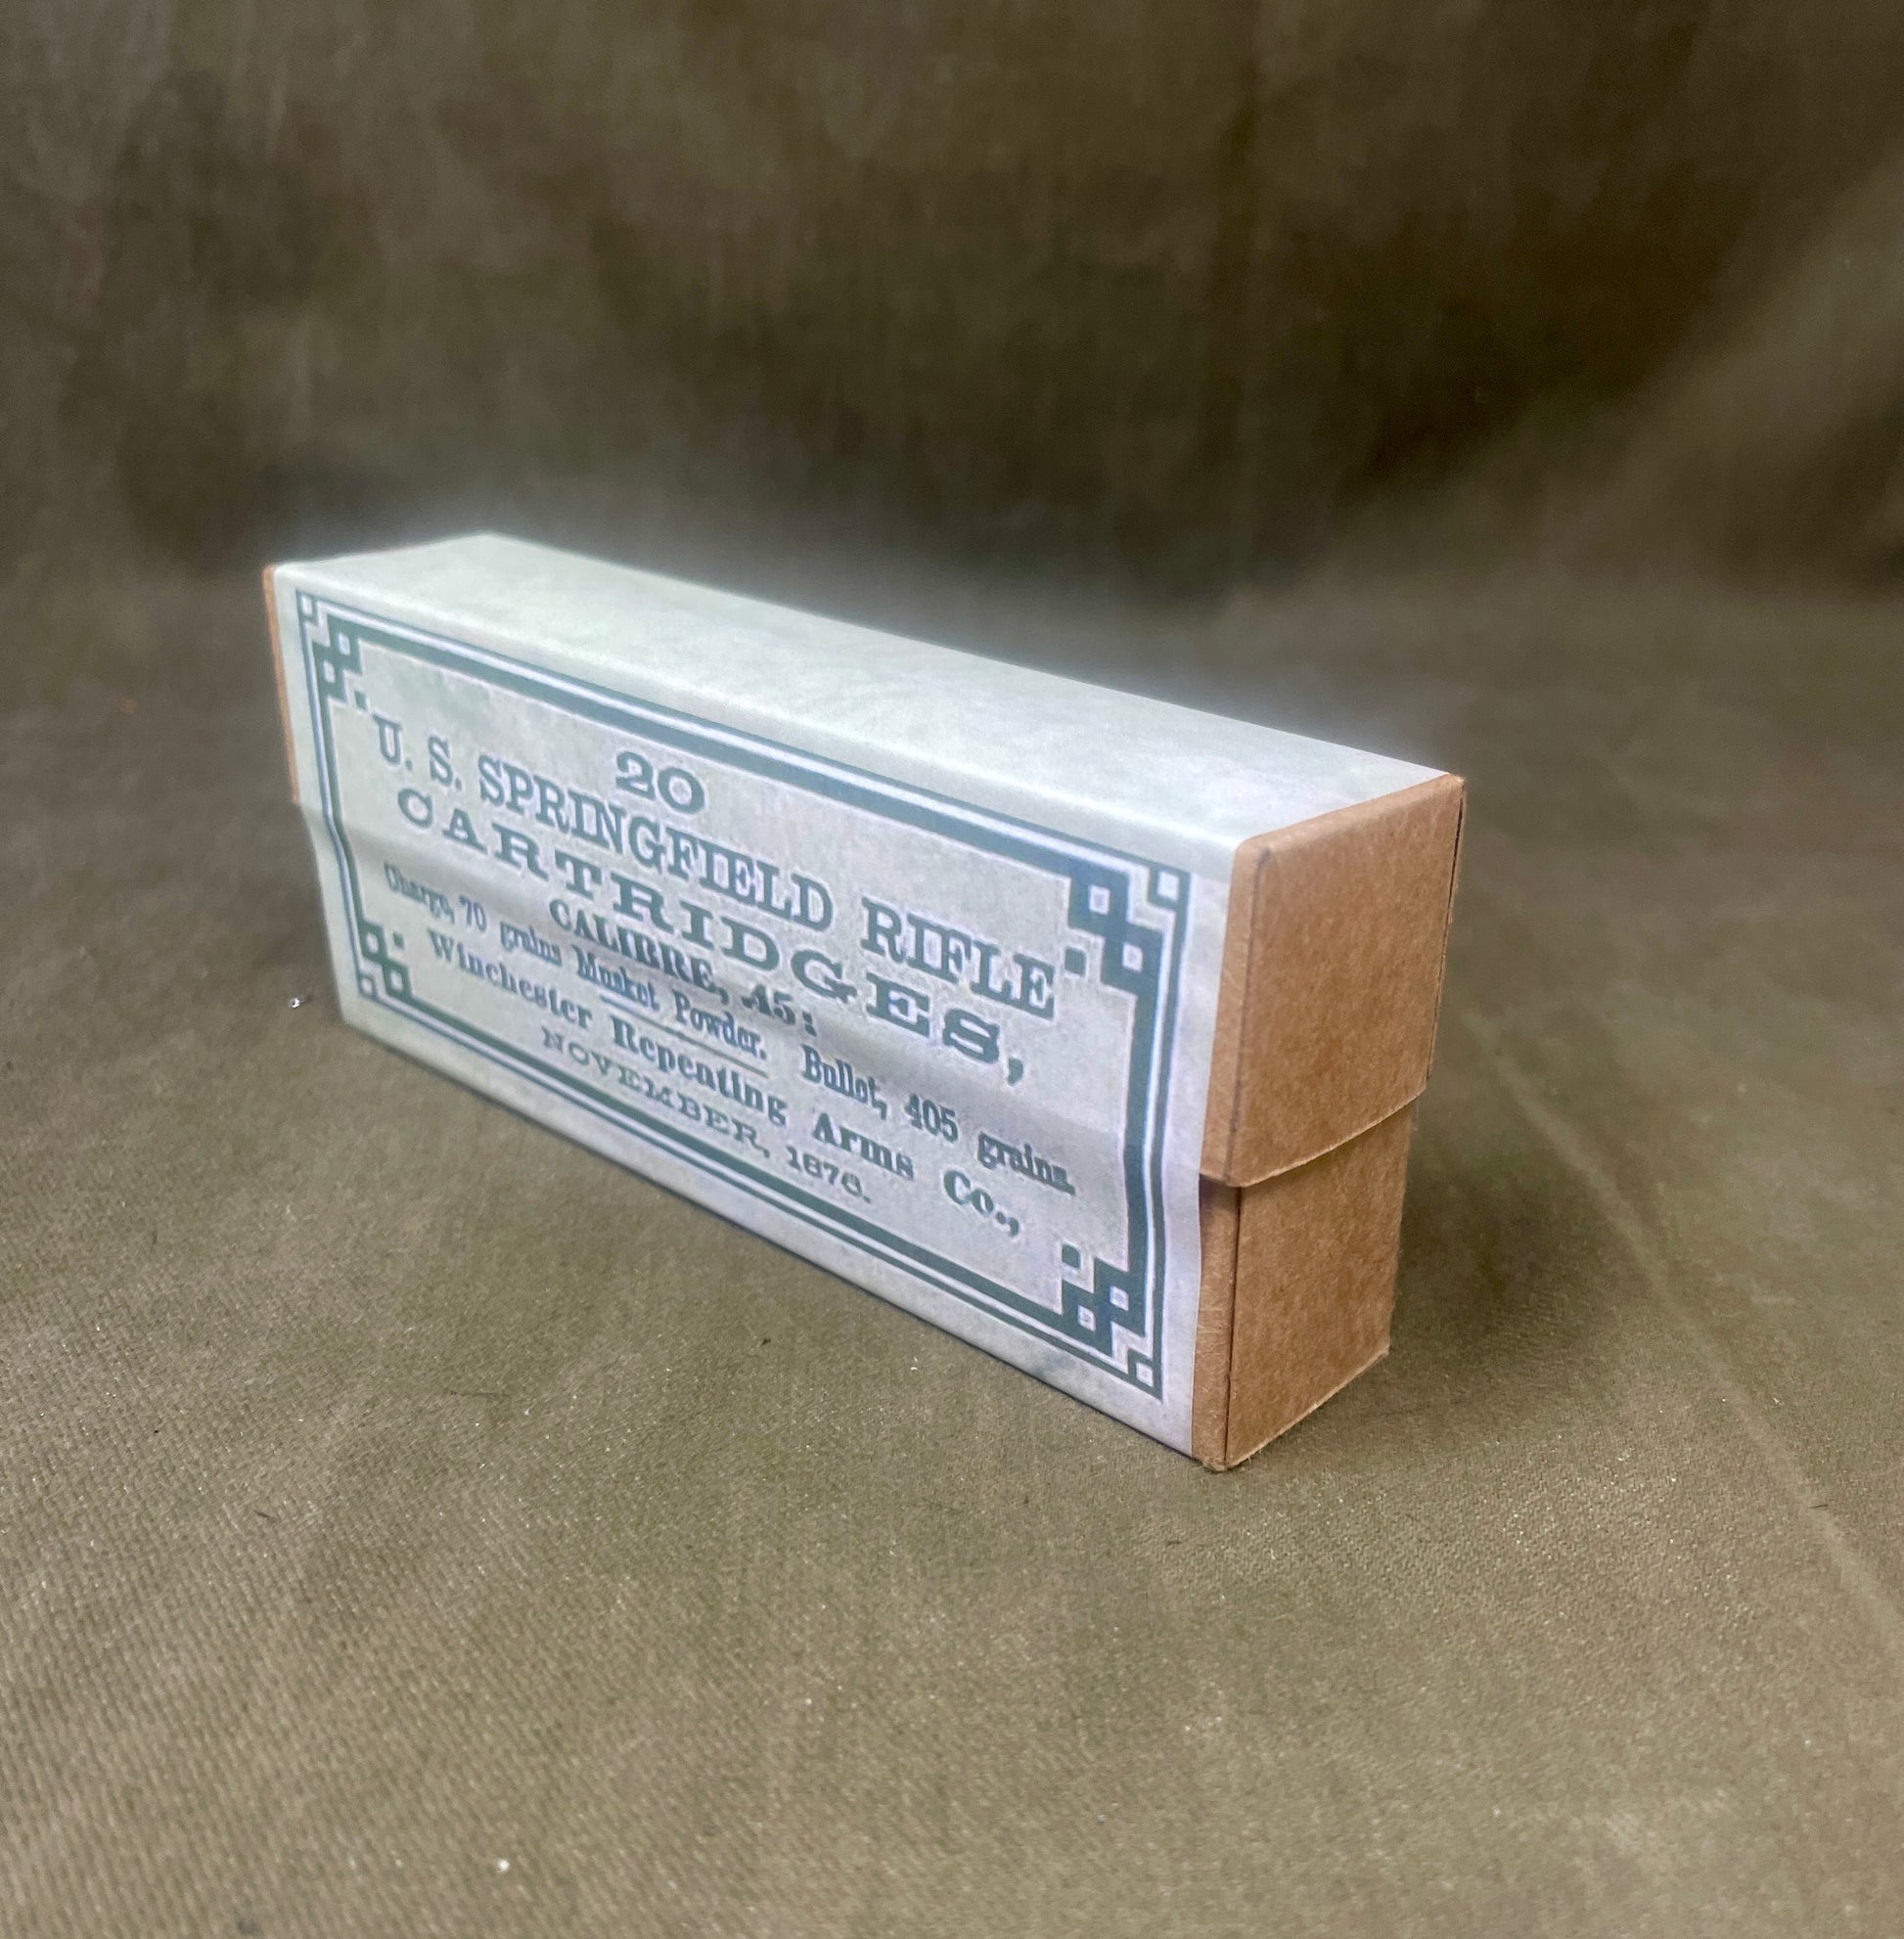 20
"U. S. SPRINGFIELD RIFLE"
CARTRIDGES,
CALIBRE, .45:
Charge, 70 grains Musket Powder. Bullet, 405 grains.
Winchester Repeating Arms Co.,
NOVEMBER, 1876.